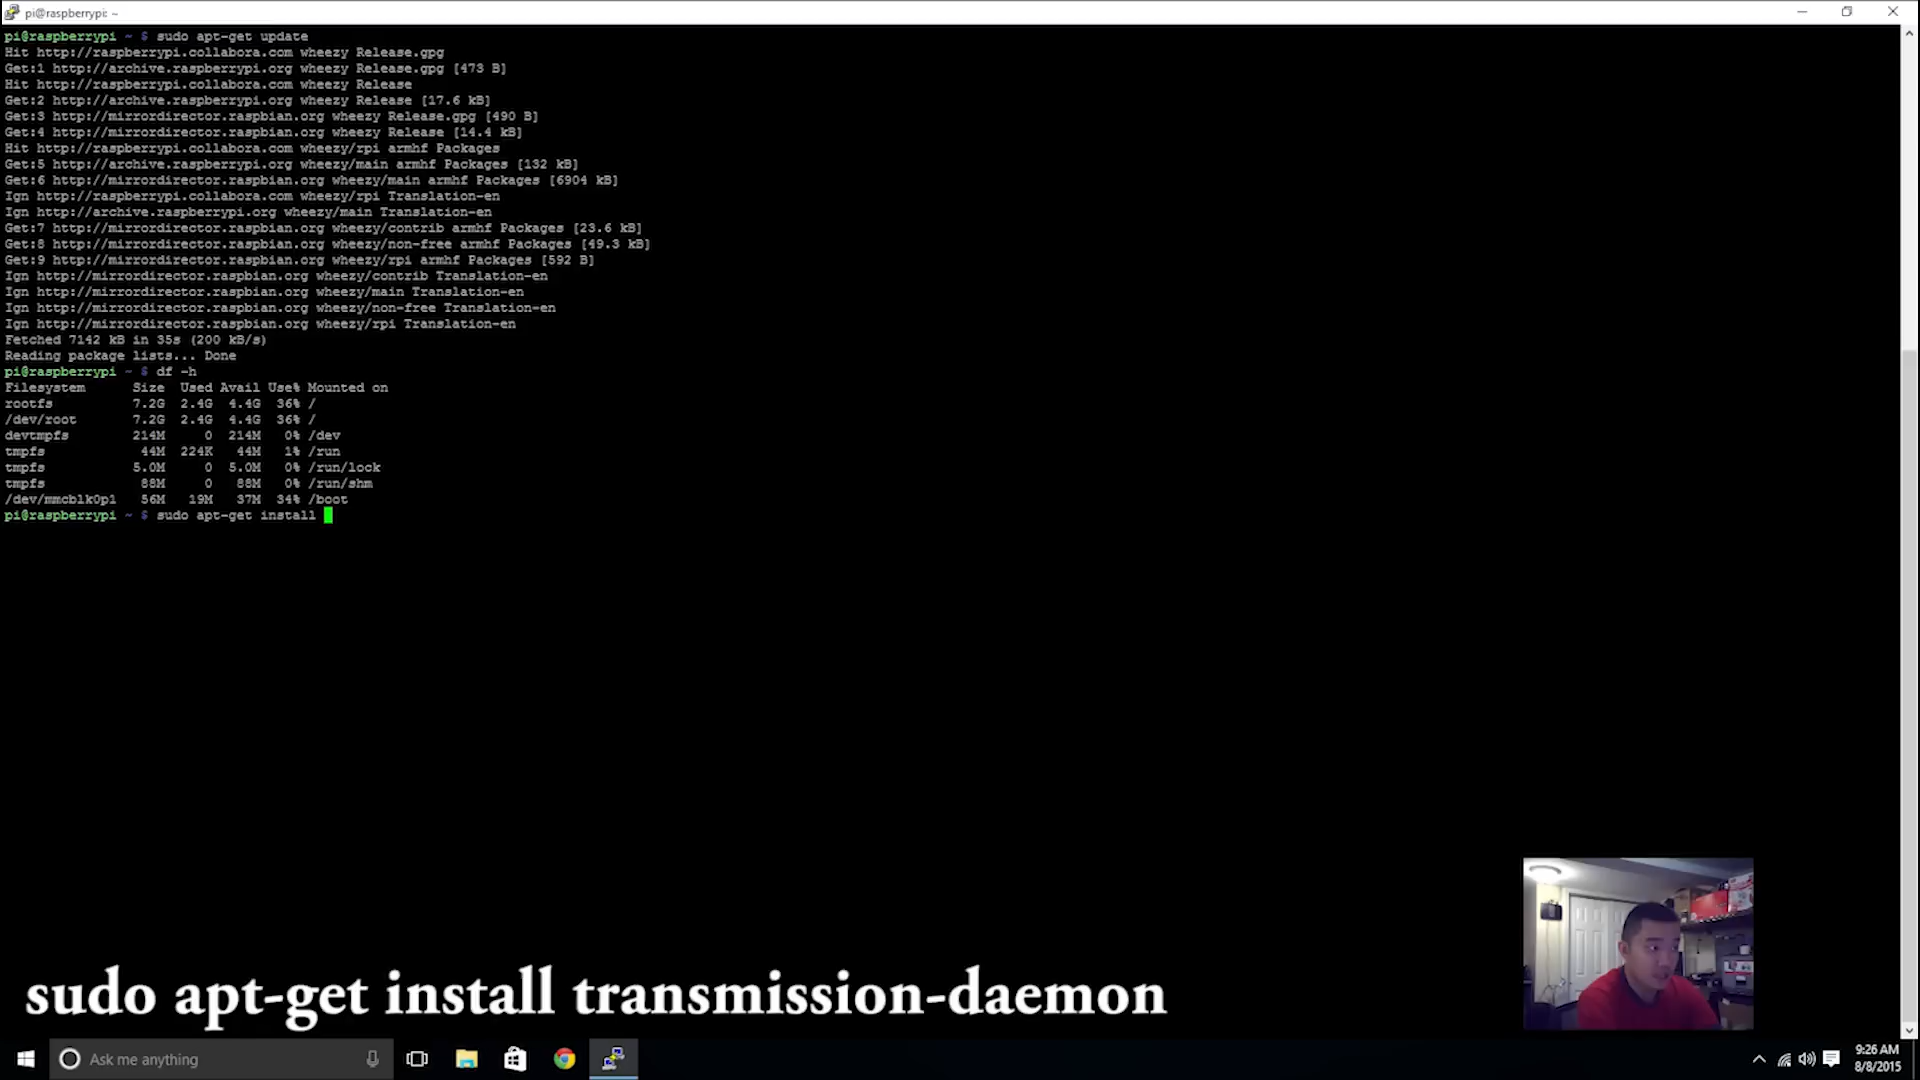 pi@raspberrypi: ~
pi@raspberrypi ~ $ sudo apt-get update
Hit http://raspberrypi.collabora.com wheezy Release.gpg
Get:1 http://archive.raspberrypi.org wheezy Release.gpg [473 B]
Hit http://raspberrypi.collabora.com wheezy Release
Get:2 http://archive.raspberrypi.org wheezy Release [17.6 kB]
Get:3 http://mirrordirector.raspbian.org wheezy Release.gpg [490 B]
Get:4 http://mirrordirector.raspbian.org wheezy Release [14.4 kB]
Hit http://raspberrypi.collabora.com wheezy/rpi armhf Packages
Get:5 http://archive.raspberrypi.org wheezy/main armhf Packages [132 kB]
Get:6 http://mirrordirector.raspbian.org wheezy/main armhf Packages [6904 kB]
Ign http://raspberrypi.collabora.com wheezy/rpi Translation-en
Ign http://archive.raspberrypi.org wheezy/main Translation-en
Get:7 http://mirrordirector.raspbian.org wheezy/contrib armhf Packages [23.6 kB]
Get:8 http://mirrordirector.raspbian.org wheezy/non-free armhf Packages [49.3 kB]
Get:9 http://mirrordirector.raspbian.org wheezy/rpi armhf Packages [592 B]
Ign http://mirrordirector.raspbian.org wheezy/contrib Translation-en
Ign http://mirrordirector.raspbian.org wheezy/main Translation-en
Ign http://mirrordirector.raspbian.org wheezy/non-free Translation-en
Ign http://mirrordirector.raspbian.org wheezy/rpi Translation-en
Fetched 7142 kB in 35s (200 kB/s)
Reading package lists... Done
pi@raspberrypi ~ $ df -h
Filesystem Size Used Avail Use% Mounted on
rootfs 7.2G 2.4G 4.4G 36% /
/dev/root 7.2G 2.4G 4.4G 36% /
devtmpfs 214M 0 214M 0% /dev
tmpfs 44M 224K 44M 1% /run
tmpfs 5.0M 0 5.0M 0% /run/lock
tmpfs 88M 0 88M 0% /run/shm
/dev/mmcblk0p1 56M 19M 37M 34% /boot
pi@raspberrypi ~ $ sudo apt-get install
sudo apt-get install transmission-daemon
Ask me anything
9:26 AM
8/8/2015